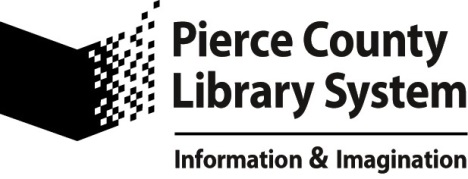 Pierce County
Library System
Information & Imagination